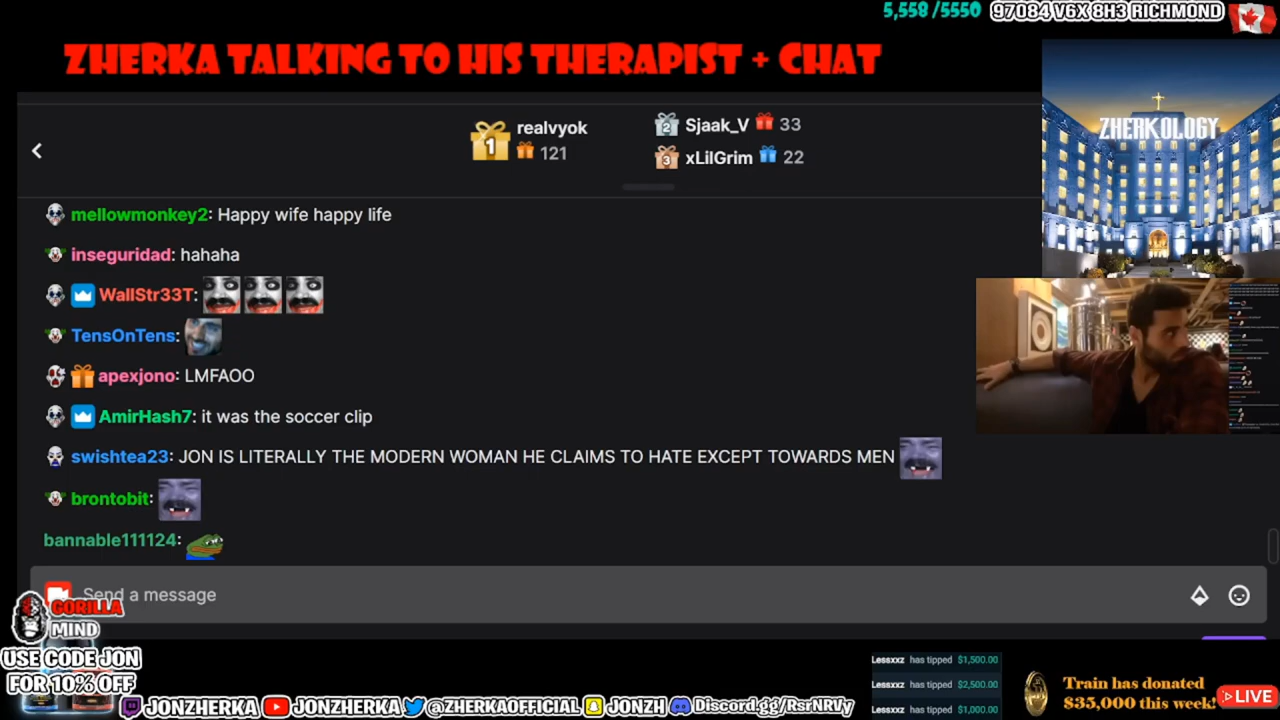 5,558 /5550
97084 V6X 8H3 RICHMOND
ZHERKA TALKING TO HIS THERAPIST + CHAT
ZHERKOLOGY
1
realvyok
121
2 Sjaak_V 33
3 xLilGrim 22
mellowmonkey2: Happy wife happy life
inseguridad: hahaha
WallStr33T:
TensOnTens:
apexjono: LMFAOO
AmirHash7: it was the soccer clip
swishtea23: JON IS LITERALLY THE MODERN WOMAN HE CLAIMS TO HATE EXCEPT TOWARDS MEN
brontobit:
bannable111124:
Send a message
GORILLA
MIND
USE CODE JON
FOR 10% OFF
JONZHERKA JONZHERKA @ZHERKAOFFICIAL JONZH Discord.gg/RsrNRVy
Lessxxz has tipped $1,500.00
Lessxxz has tipped $2,500.00
Lessxxz has tipped $1,000.00
Train has donated
$35,000 this week!
LIVE